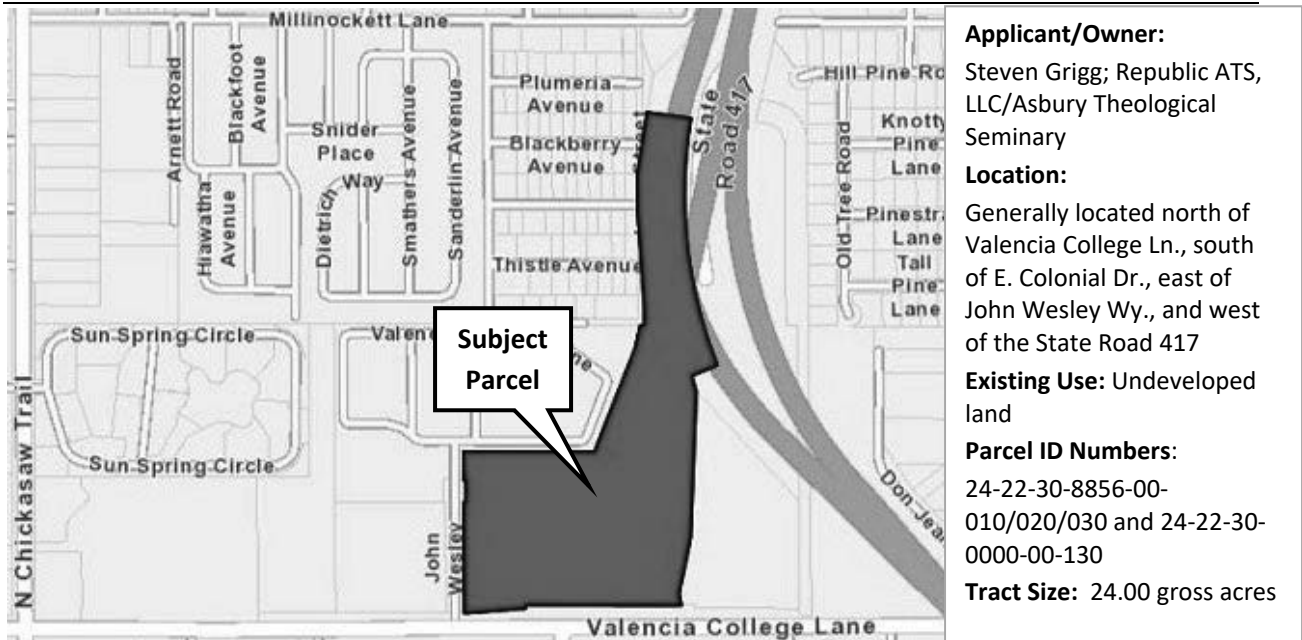 Millinockett Lane
Arnett Road
Blackfoot
Avenue
Hiawatha
Avenue
Snider
Place
Dietrich
Way
Smathers Avenue
Sanderlin Avenue
Plumeria
Avenue
Blackberry
Avenue
Thistle Avenue
State
Road 417
Hill Pine Ro
Knotty
Pine
Lane
Old Tree Road
Pinestra
Lane
Tall
Pine
Lane
Sun Spring Circle
Sun Spring Circle
N Chickasaw Trail
Valen
ne
Subject
Parcel
John
Wesley
Don Jea
Valencia College Lane
Applicant/Owner:
Steven Grigg; Republic ATS,
LLC/Asbury Theological
Seminary
Location:
Generally located north of
Valencia College Ln., south
of E. Colonial Dr., east of
John Wesley Wy., and west
of the State Road 417
Existing Use: Undeveloped
land
Parcel ID Numbers:
24-22-30-8856-00-
010/020/030 and 24-22-30-
0000-00-130
Tract Size: 24.00 gross acres